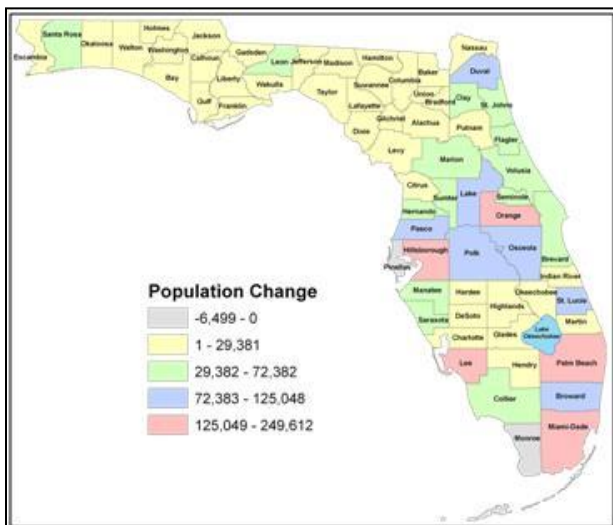 Holmes
Jackson
Santa Rosa
Okaloosa
Walton
Washington
Escambia
Bay
Calhoun
Gulf
Liberty
Franklin
Gadsden
Leon
Wakulla
Jefferson
Madison
Taylor
Hamilton
Suwannee
Lafayette
Dixie
Columbia
Gilchrist
Levy
Baker
Union
Bradford
Alachua
Nassau
Duval
Clay
St. Johns
Putnam
Flagler
Marion
Volusia
Citrus
Sumter
Lake
Seminole
Hernando
Orange
Pasco
Brevard
Hillsborough
Pinellas
Polk
Osceola
Indian River
Manatee
Hardee
Okeechobee
Highlands
St. Lucie
Sarasota
DeSoto
Martin
Charlotte
Glades
Lake
Okeechobee
Lee
Hendry
Palm Beach
Collier
Broward
Monroe
Miami-Dade
Population Change
-6,499 - 0
1 - 29,381
29,382 - 72,382
72,383 - 125,048
125,049 - 249,612